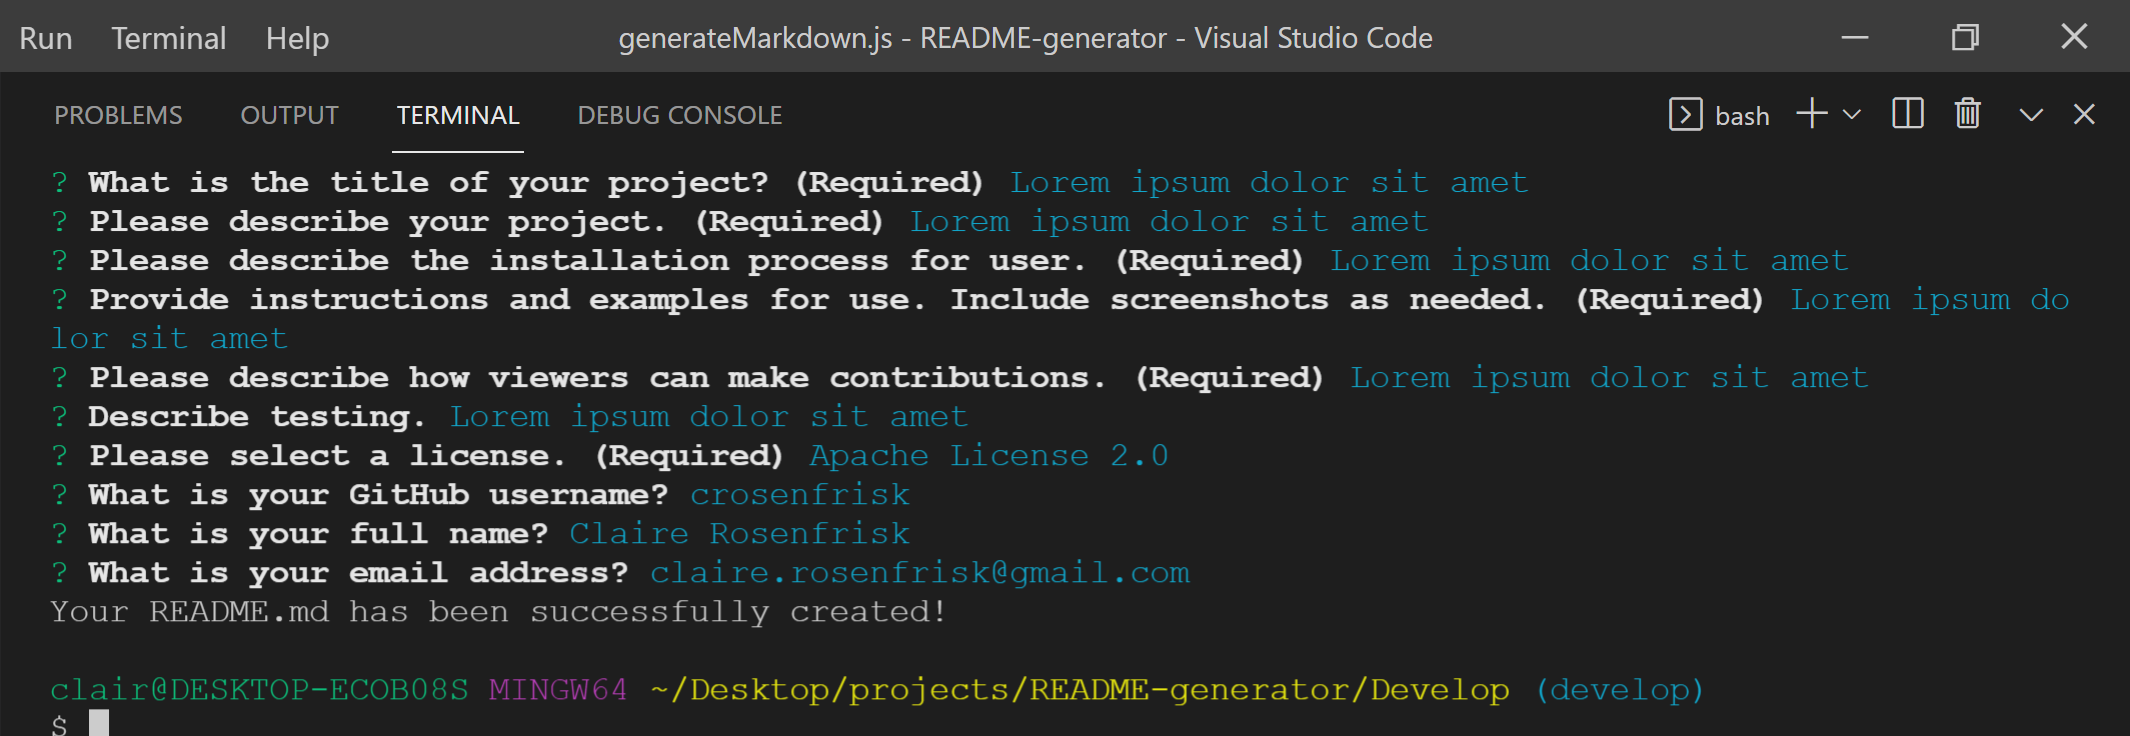 Run Terminal Help generateMarkdown.js - README-generator - Visual Studio Code
PROBLEMS OUTPUT TERMINAL DEBUG CONSOLE bash
? What is the title of your project? (Required) Lorem ipsum dolor sit amet
? Please describe your project. (Required) Lorem ipsum dolor sit amet
? Please describe the installation process for user. (Required) Lorem ipsum dolor sit amet
? Provide instructions and examples for use. Include screenshots as needed. (Required) Lorem ipsum do
lor sit amet
? Please describe how viewers can make contributions. (Required) Lorem ipsum dolor sit amet
? Describe testing. Lorem ipsum dolor sit amet
? Please select a license. (Required) Apache License 2.0
? What is your GitHub username? crosenfrisk
? What is your full name? Claire Rosenfrisk
? What is your email address? claire.rosenfrisk@gmail.com
Your README.md has been successfully created!
clair@DESKTOP-ECOB08S MINGW64 ~/Desktop/projects/README-generator/Develop (develop)
$